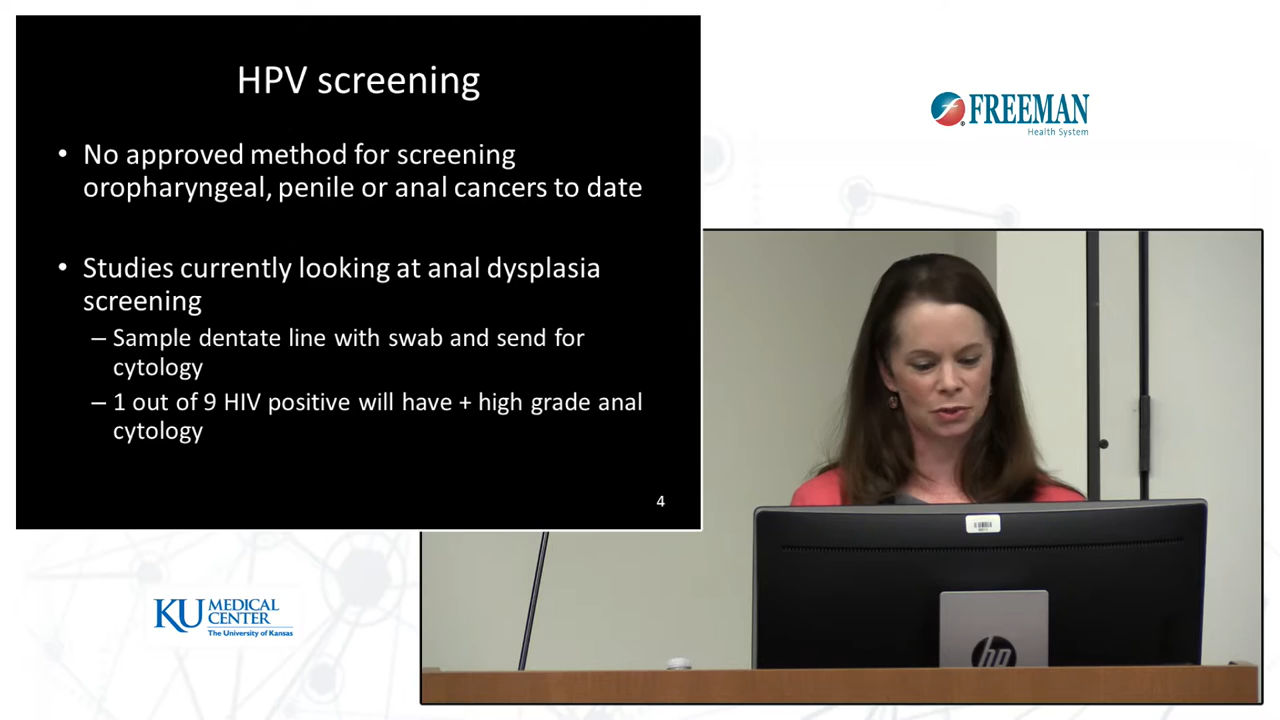 HPV screening
• No approved method for screening
oropharyngeal, penile or anal cancers to date
• Studies currently looking at anal dysplasia
screening
– Sample dentate line with swab and send for
cytology
– 1 out of 9 HIV positive will have + high grade anal
cytology
4
FREEMAN
Health System
KU MEDICAL
CENTER
The University of Kansas
hp